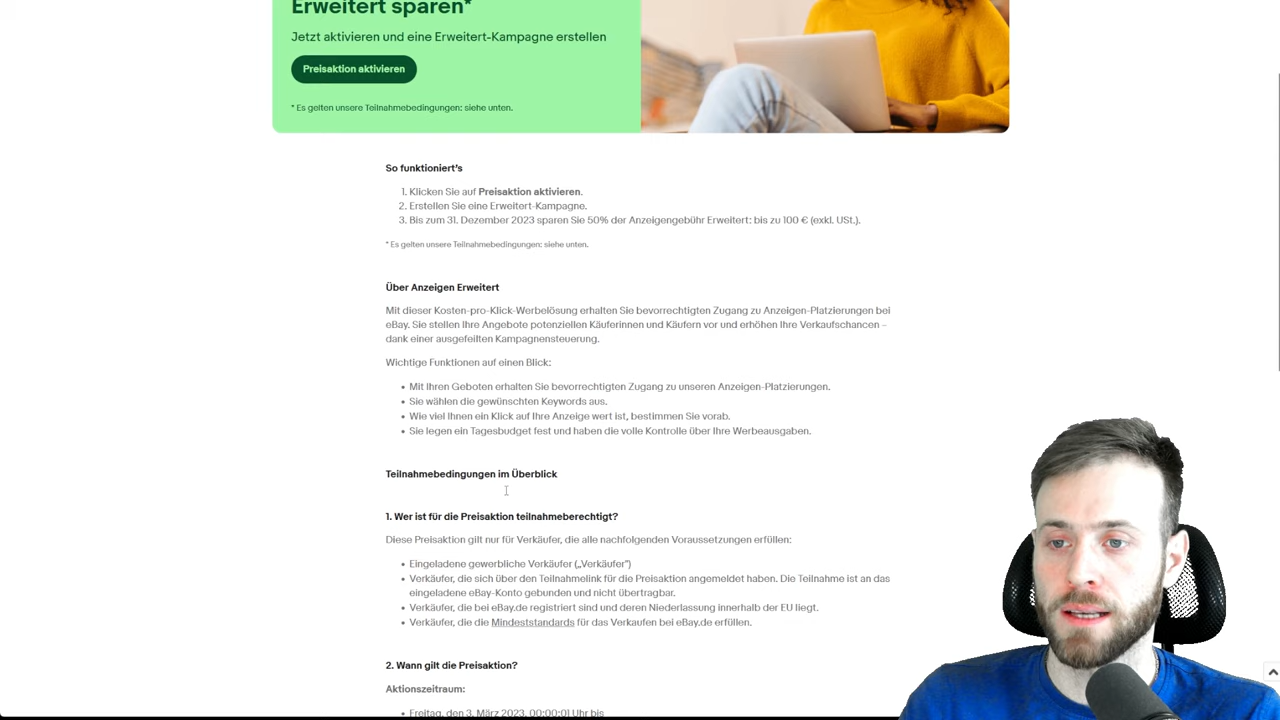 Erweitert sparen*
Jetzt aktivieren und eine Erweitert-Kampagne erstellen
Preisaktion aktivieren
* Es gelten unsere Teilnahmebedingungen: siehe unten.
So funktioniert's
1. Klicken Sie auf Preisaktion aktivieren.
2. Erstellen Sie eine Erweitert-Kampagne.
3. Bis zum 31. Dezember 2023 sparen Sie 50% der Anzeigengebühr Erweitert: bis zu 100 € (exkl. USt.).
* Es gelten unsere Teilnahmebedingungen: siehe unten.
Über Anzeigen Erweitert
Mit dieser Kosten-pro-Klick-Werbelösung erhalten Sie bevorrechtigten Zugang zu Anzeigen-Platzierungen bei
eBay. Sie stellen Ihre Angebote potenziellen Käuferinnen und Käufern vor und erhöhen Ihre Verkaufschancen –
dank einer ausgefeilten Kampagnensteuerung.
Wichtige Funktionen auf einen Blick:
• Mit Ihren Geboten erhalten Sie bevorrechtigten Zugang zu unseren Anzeigen-Platzierungen.
• Sie wählen die gewünschten Keywords aus.
• Wie viel Ihnen ein Klick auf Ihre Anzeige wert ist, bestimmen Sie vorab.
• Sie legen ein Tagesbudget fest und haben die volle Kontrolle über Ihre Werbeausgaben.
Teilnahmebedingungen im Überblick
1. Wer ist für die Preisaktion teilnahmeberechtigt?
Diese Preisaktion gilt nur für Verkäufer, die alle nachfolgenden Voraussetzungen erfüllen:
• Eingeladene gewerbliche Verkäufer („Verkäufer")
• Verkäufer, die sich über den Teilnahmelink für die Preisaktion angemeldet haben. Die Teilnahme ist an das
eingeladene eBay-Konto gebunden und nicht übertragbar.
• Verkäufer, die bei eBay.de registriert sind und deren Niederlassung innerhalb der EU liegt.
• Verkäufer, die die Mindeststandards für das Verkaufen bei eBay.de erfüllen.
2. Wann gilt die Preisaktion?
Aktionszeitraum:
• Freitag, den 3. März 2023, 00:00:01 Uhr bis